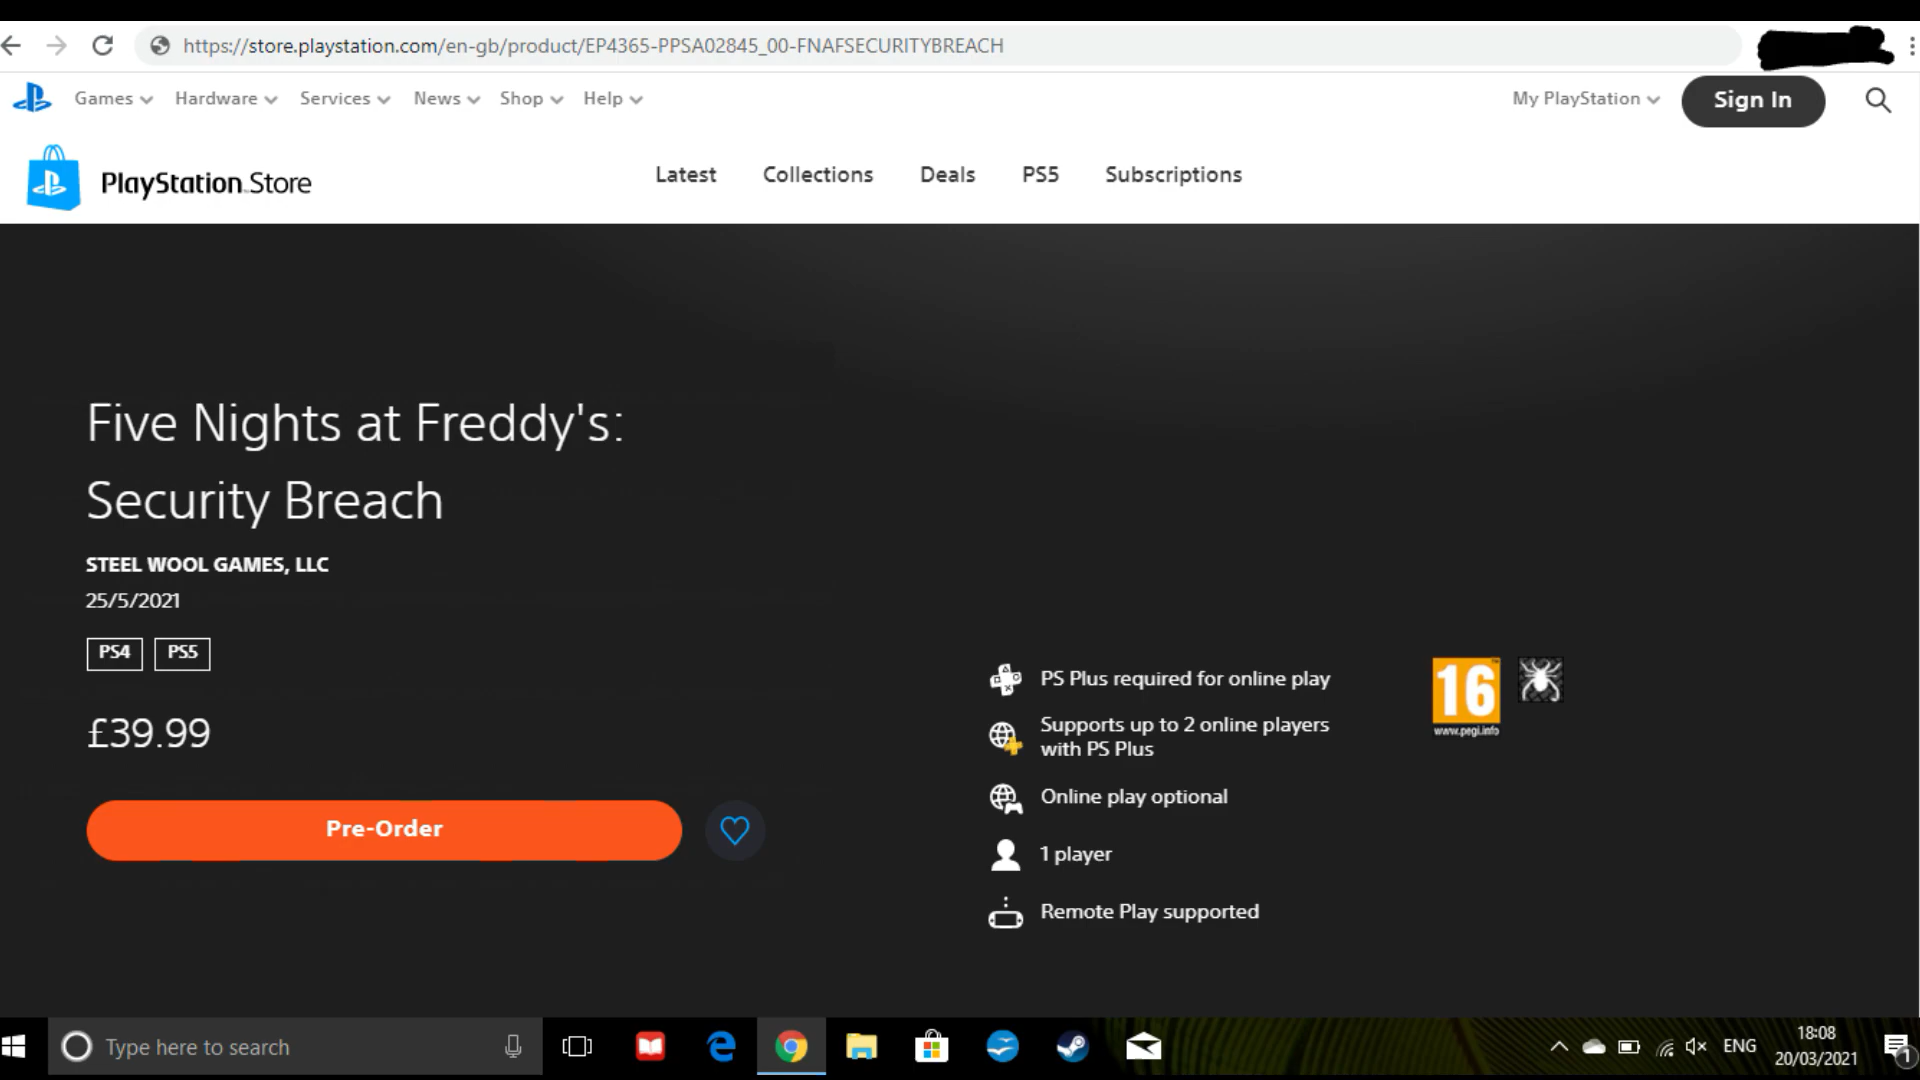 https://store.playstation.com/en-gb/product/EP4365-PPSA02845_00-FNAFSECURITYBREACH
Games Hardware Services News Shop Help My PlayStation Sign In
PlayStation Store Latest Collections Deals PS5 Subscriptions
Five Nights at Freddy's:
Security Breach
STEEL WOOL GAMES, LLC
25/5/2021
PS4 PS5
£39.99
Pre-Order
PS Plus required for online play
Supports up to 2 online players
with PS Plus
Online play optional
1 player
Remote Play supported
16
www.pegi.info
Type here to search
ENG
18:08
20/03/2021
1